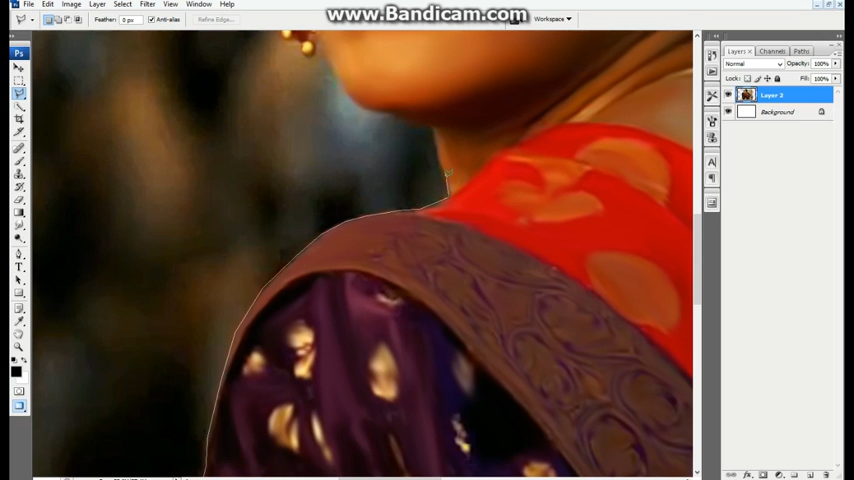 www.Bandicam.com
File Edit Image Layer Select Filter View Window Help
Feather: 0 px Anti-alias Refine Edge... Workspace
Ps
Layers Channels Paths
Normal Opacity: 100%
Lock: Fill: 100%
Layer 2
Background